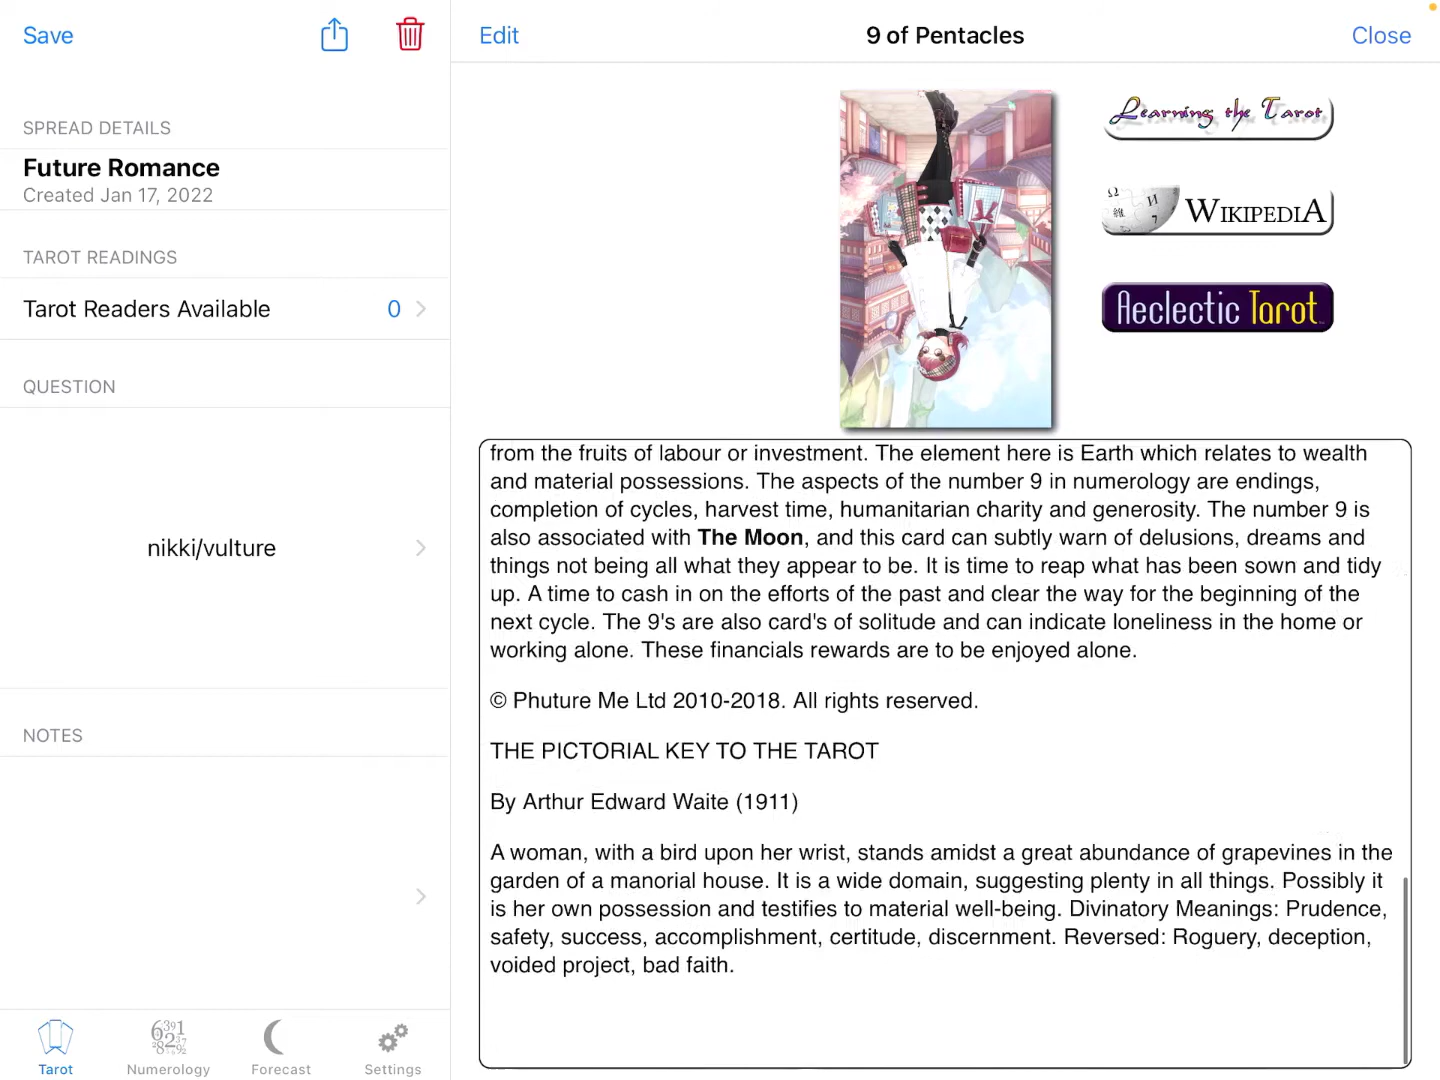 Save
Edit
9 of Pentacles
Close
SPREAD DETAILS
Future Romance
Created Jan 17, 2022
TAROT READINGS
Tarot Readers Available
0
QUESTION
nikki/vulture
NOTES
Learning the Tarot
WIKIPEDIA
Aeclectic Tarot
from the fruits of labour or investment. The element here is Earth which relates to wealth
and material possessions. The aspects of the number 9 in numerology are endings,
completion of cycles, harvest time, humanitarian charity and generosity. The number 9 is
also associated with The Moon, and this card can subtly warn of delusions, dreams and
things not being all what they appear to be. It is time to reap what has been sown and tidy
up. A time to cash in on the efforts of the past and clear the way for the beginning of the
next cycle. The 9's are also card's of solitude and can indicate loneliness in the home or
working alone. These financials rewards are to be enjoyed alone.
© Phuture Me Ltd 2010-2018. All rights reserved.
THE PICTORIAL KEY TO THE TAROT
By Arthur Edward Waite (1911)
A woman, with a bird upon her wrist, stands amidst a great abundance of grapevines in the
garden of a manorial house. It is a wide domain, suggesting plenty in all things. Possibly it
is her own possession and testifies to material well-being. Divinatory Meanings: Prudence,
safety, success, accomplishment, certitude, discernment. Reversed: Roguery, deception,
voided project, bad faith.
Tarot
Numerology
Forecast
Settings